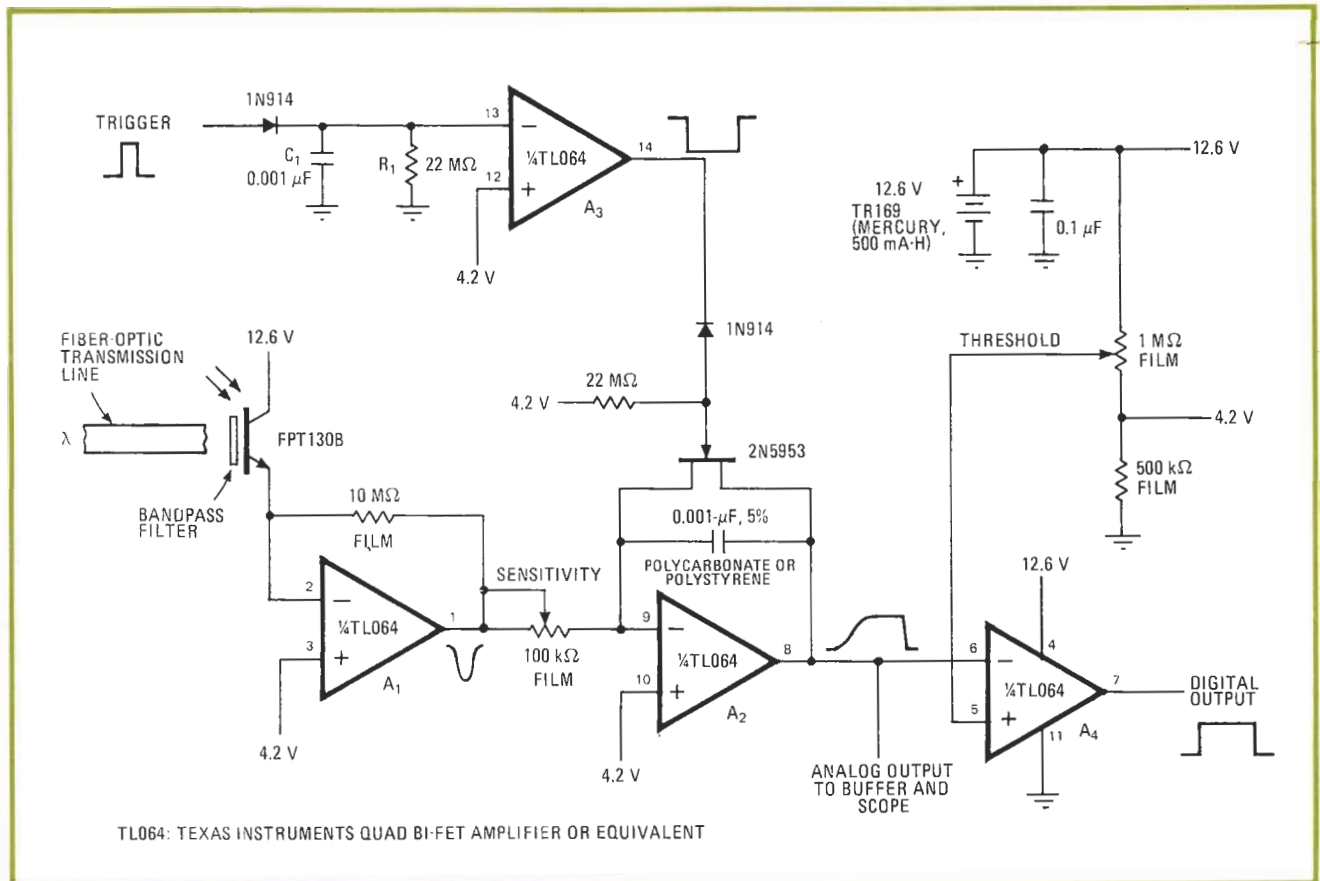 1N914
TRIGGER
C1
0.001 μF
R1
22 MΩ
13
−
¼TL064
12
+
14
A3
4.2 V
12.6 V
+
12.6 V
TR169
(MERCURY,
500 mA-H)
0.1 μF
1N914
THRESHOLD
1 MΩ
FILM
4.2 V
500 kΩ
FILM
22 MΩ
4.2 V
2N5953
FIBER-OPTIC
TRANSMISSION
LINE
λ
12.6 V
FPT130B
BANDPASS
FILTER
10 MΩ
FILM
2
−
¼TL064
3
+
1
A1
4.2 V
SENSITIVITY
100 kΩ
FILM
0.001-μF, 5%
POLYCARBONATE OR
POLYSTYRENE
9
−
¼TL064
10
+
8
A2
4.2 V
ANALOG OUTPUT
TO BUFFER AND
SCOPE
12.6 V
6
−
4
¼TL064
5
+
11
7
A4
DIGITAL
OUTPUT
TL064: TEXAS INSTRUMENTS QUAD BI-FET AMPLIFIER OR EQUIVALENT